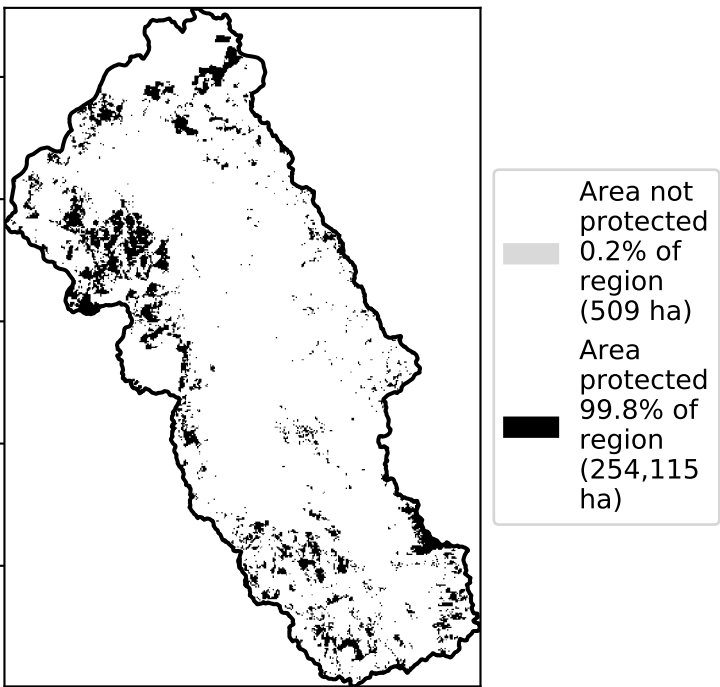 Area not
protected
0.2% of
region
(509 ha)
Area
protected
99.8% of
region
(254,115
ha)